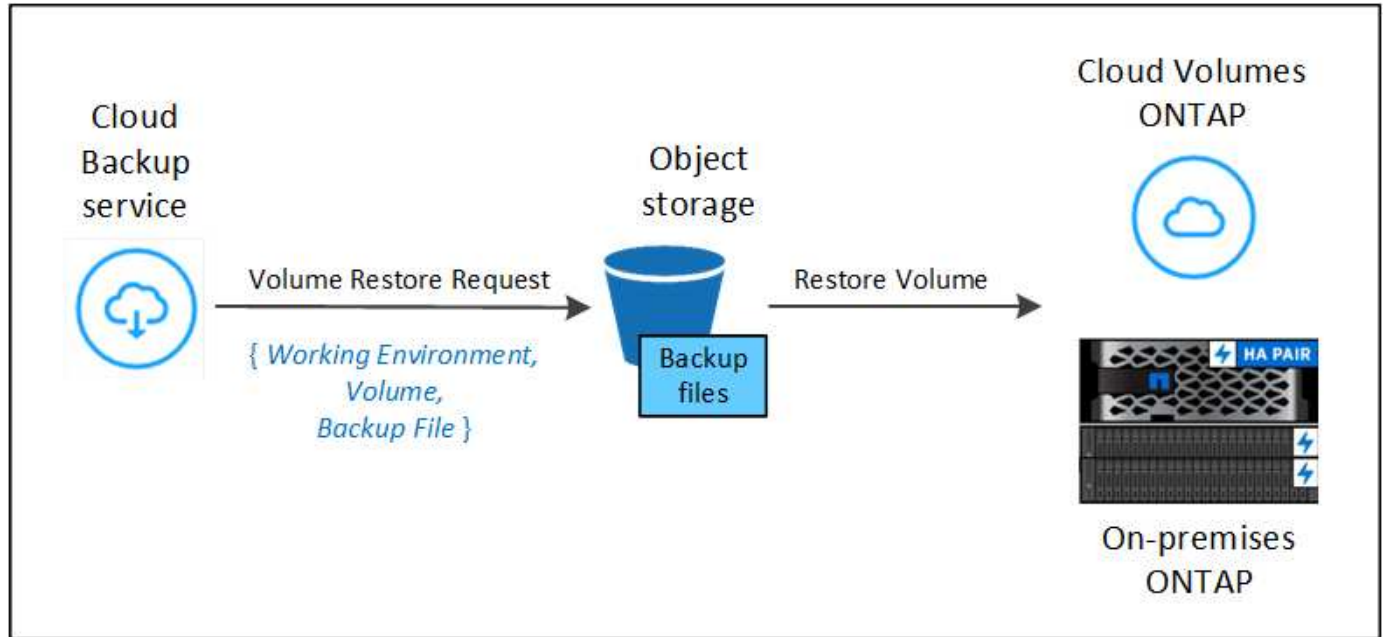 Cloud
Backup
service
Volume Restore Request
{ Working Environment,
Volume,
Backup File }
Object
storage
Backup
files
Restore Volume
Cloud Volumes
ONTAP
HA PAIR
On-premises
ONTAP